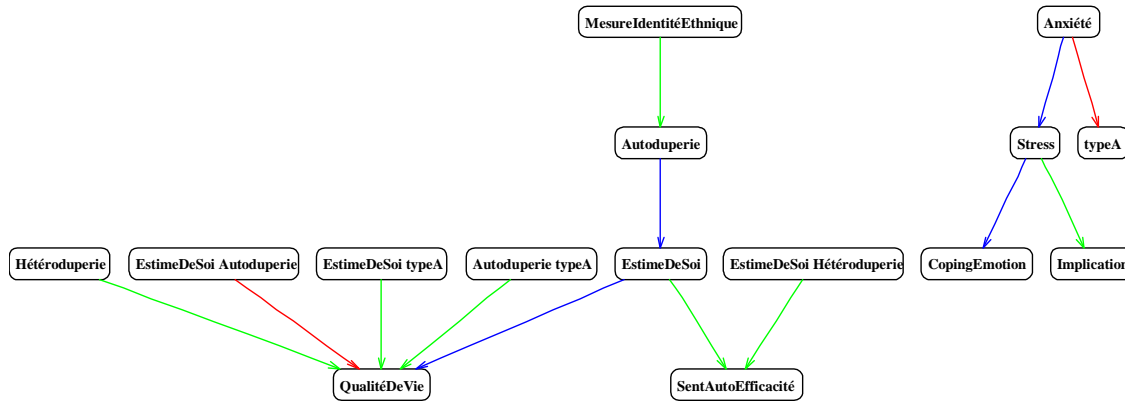 MesureIdentitéEthnique
Anxiété
Autoduperie
Stress
typeA
Hétéroduperie
EstimeDeSoi Autoduperie
EstimeDeSoi typeA
Autoduperie typeA
EstimeDeSoi
EstimeDeSoi Hétéroduperie
CopingEmotion
Implication
QualitéDeVie
SentAutoEfficacité